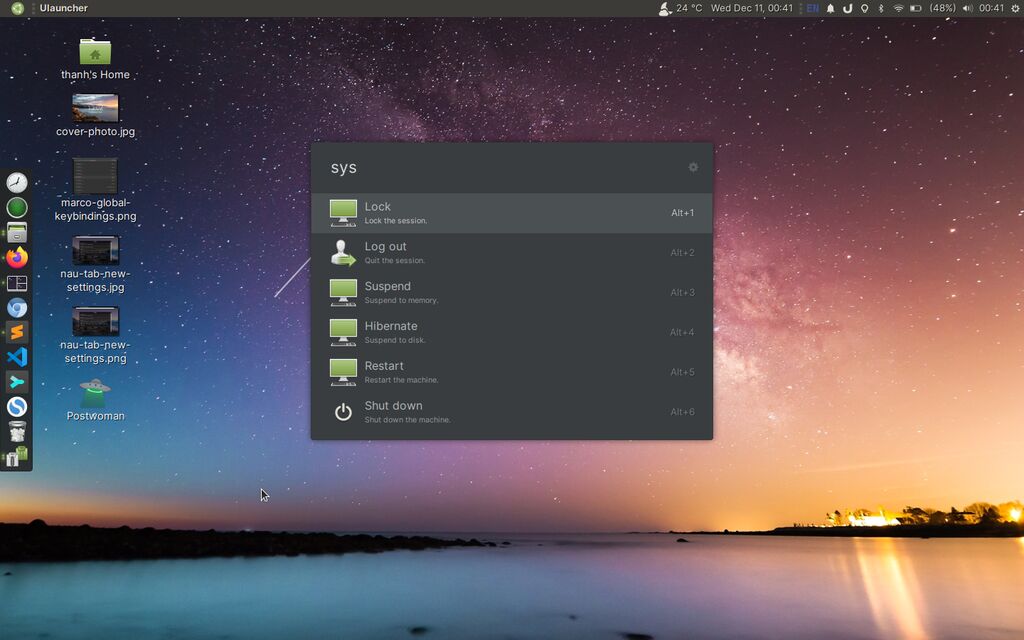 Ulauncher
24 °C Wed Dec 11, 00:41 EN (48%) 00:41
thanh's Home
cover-photo.jpg
marco-global-
keybindings.png
nau-tab-new-
settings.jpg
nau-tab-new-
settings.png
Postwoman
sys
Lock
Lock the session.
Alt+1
Log out
Quit the session.
Alt+2
Suspend
Suspend to memory.
Alt+3
Hibernate
Suspend to disk.
Alt+4
Restart
Restart the machine.
Alt+5
Shut down
Shut down the machine.
Alt+6